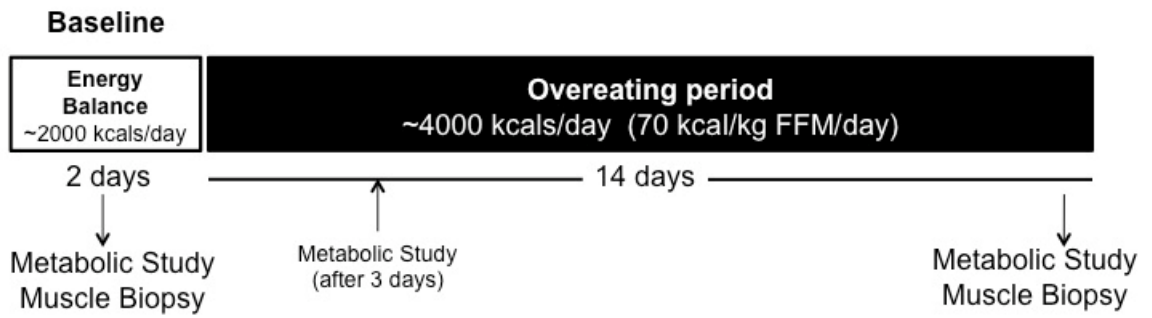 Baseline
Energy
Balance
~2000 kcals/day
Overeating period
~4000 kcals/day (70 kcal/kg FFM/day)
2 days
14 days
Metabolic Study
Muscle Biopsy
Metabolic Study
(after 3 days)
Metabolic Study
Muscle Biopsy